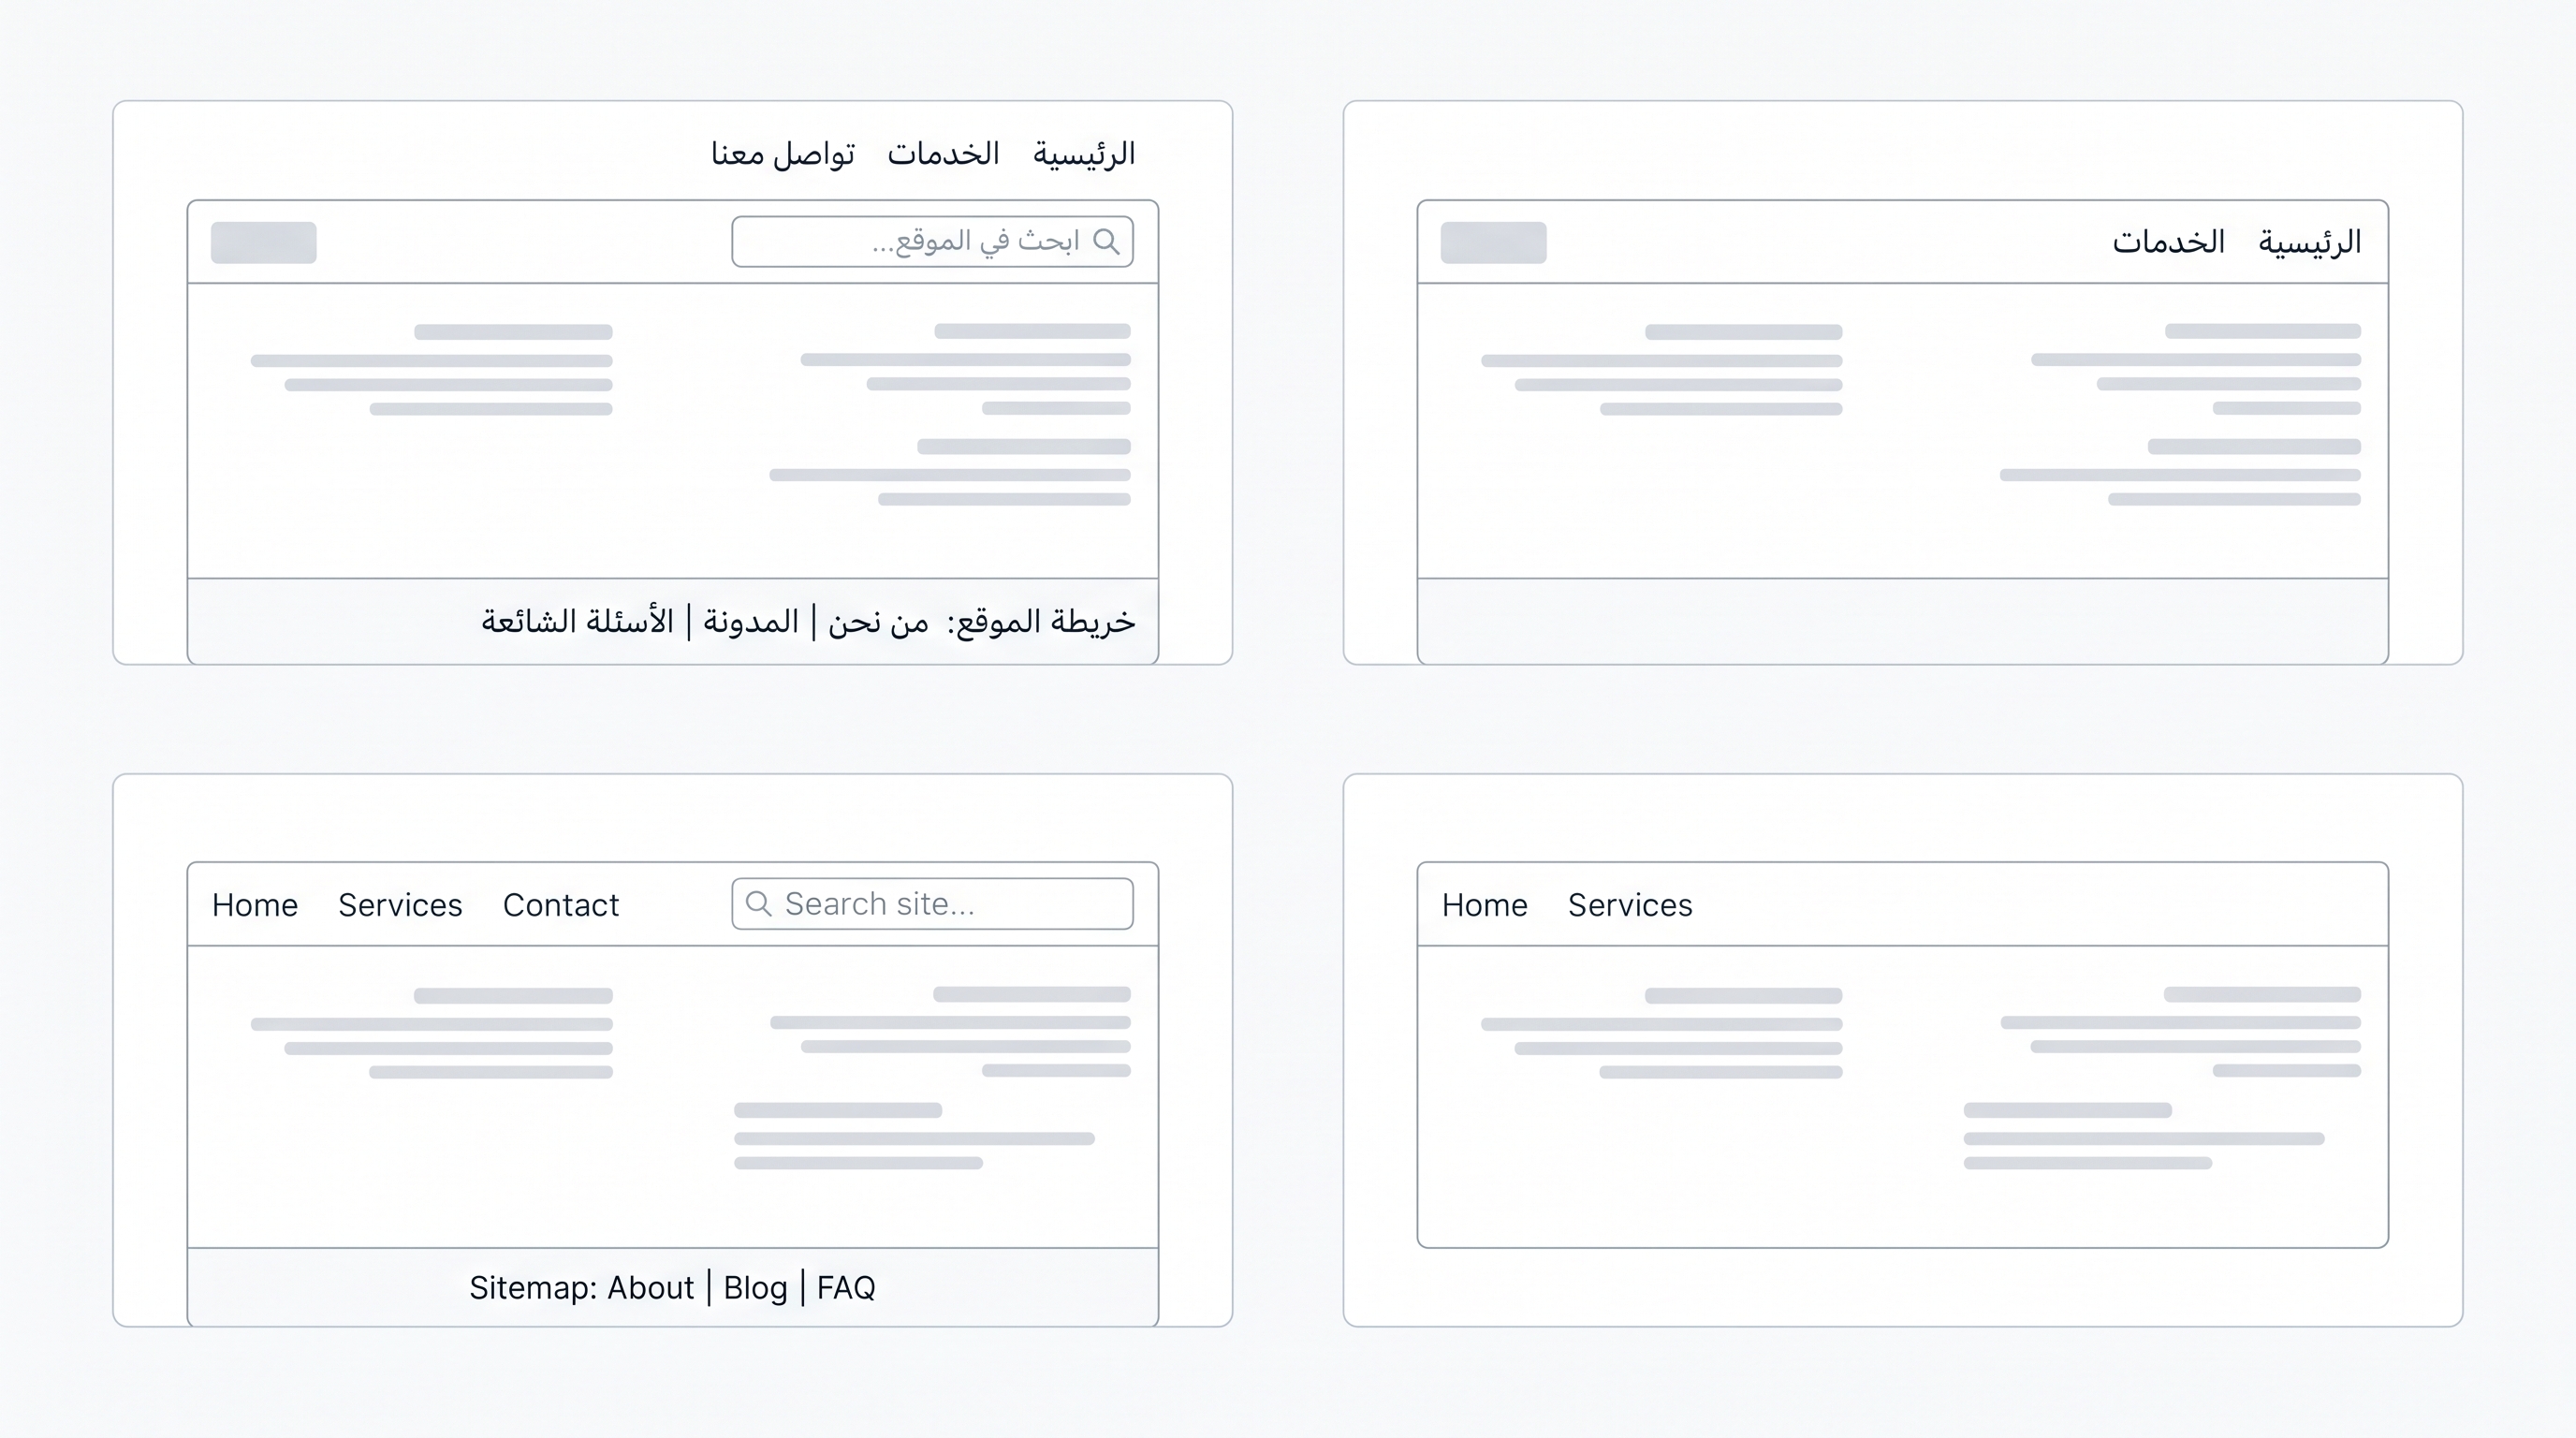 الرئيسية الخدمات تواصل معنا
ابحث في الموقع...
خريطة الموقع: من نحن | المدونة | الأسئلة الشائعة
الرئيسية الخدمات
Home Services Contact
Search site...
Sitemap: About | Blog | FAQ
Home Services